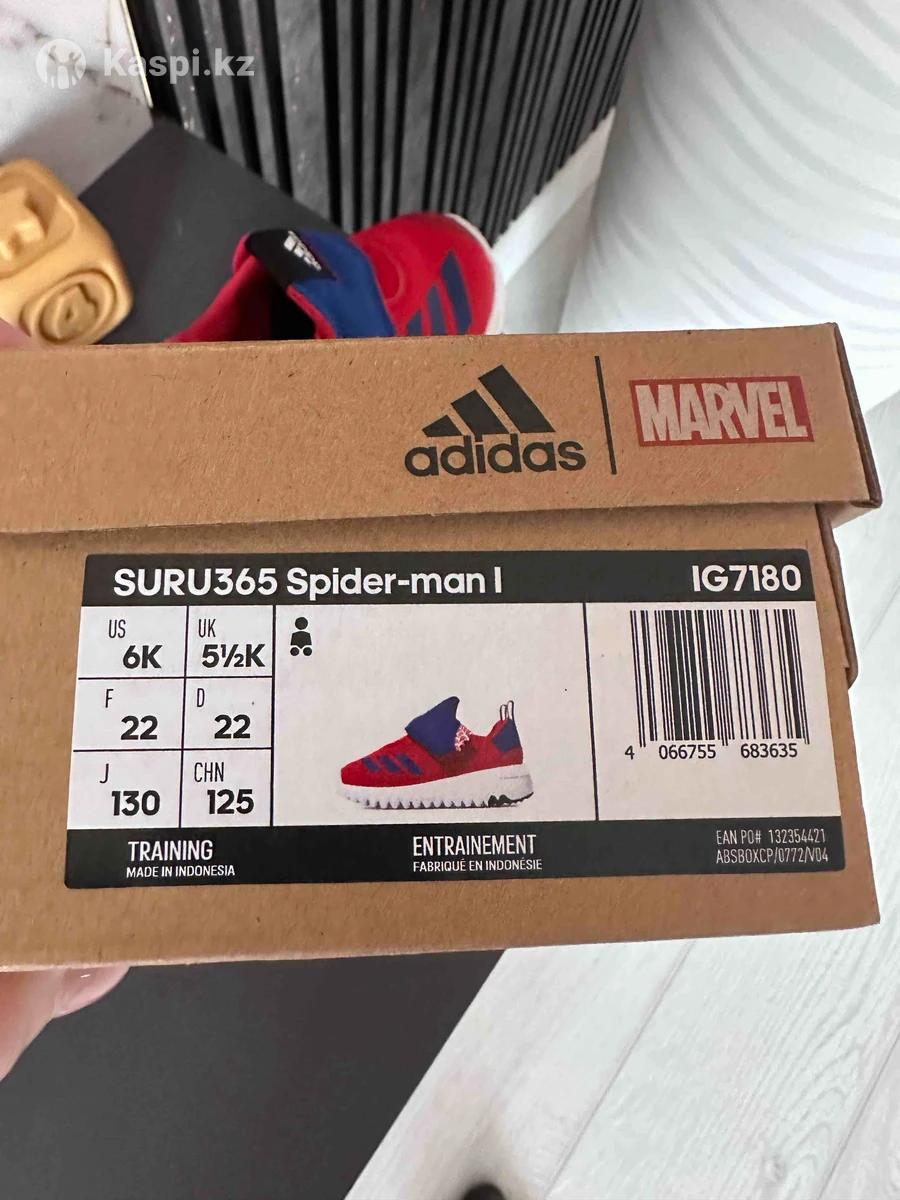 Kaspi.kz
adidas
MARVEL
SURU365 Spider-man I IG7180
US 6K UK 5½K
F 22 D 22
J 130 CHN 125
4 066755 683635
TRAINING
MADE IN INDONESIA
ENTRAINEMENT
FABRIQUÉ EN INDONÉSIE
EAN PO# 132354421
ABSBOXCP/0772/V04